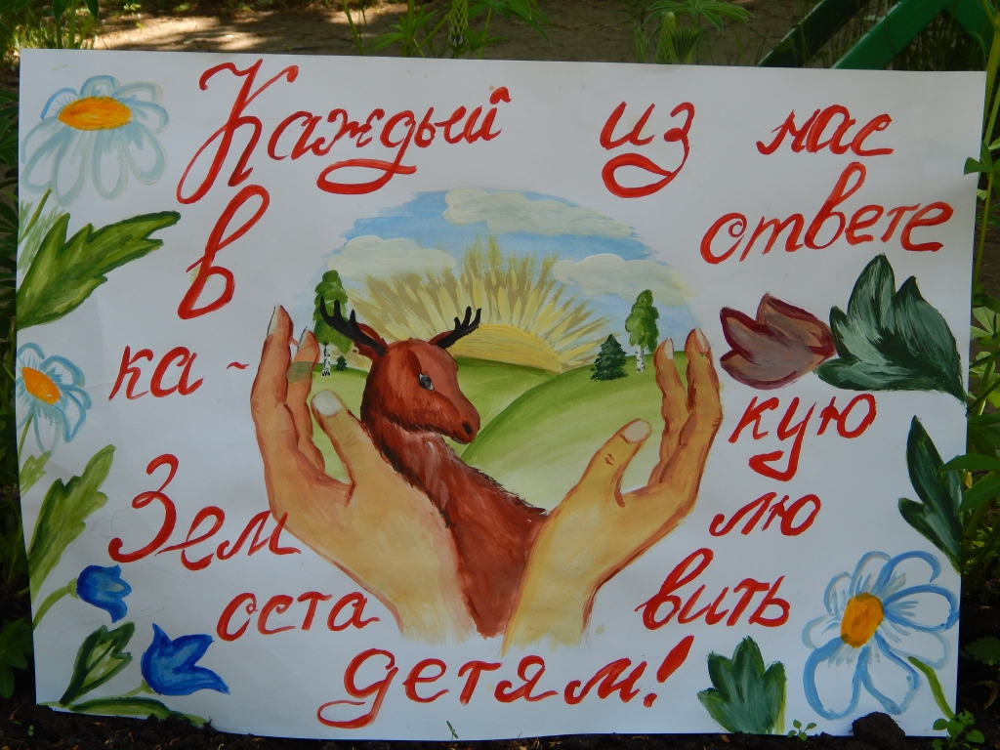 Каждый из нас
в ответе
ка- кую
Зем лю
оста вить
детям!